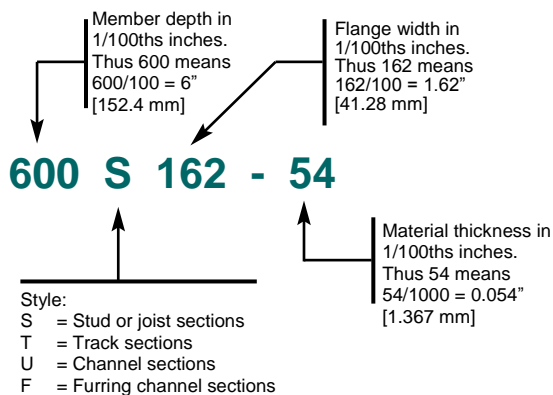 Member depth in
1/100ths inches.
Thus 600 means
600/100 = 6”
[152.4 mm]
Flange width in
1/100ths inches.
Thus 162 means
162/100 = 1.62”
[41.28 mm]
600 S 162 - 54
Material thickness in
1/100ths inches.
Thus 54 means
54/1000 = 0.054”
[1.367 mm]
Style:
S = Stud or joist sections
T = Track sections
U = Channel sections
F = Furring channel sections